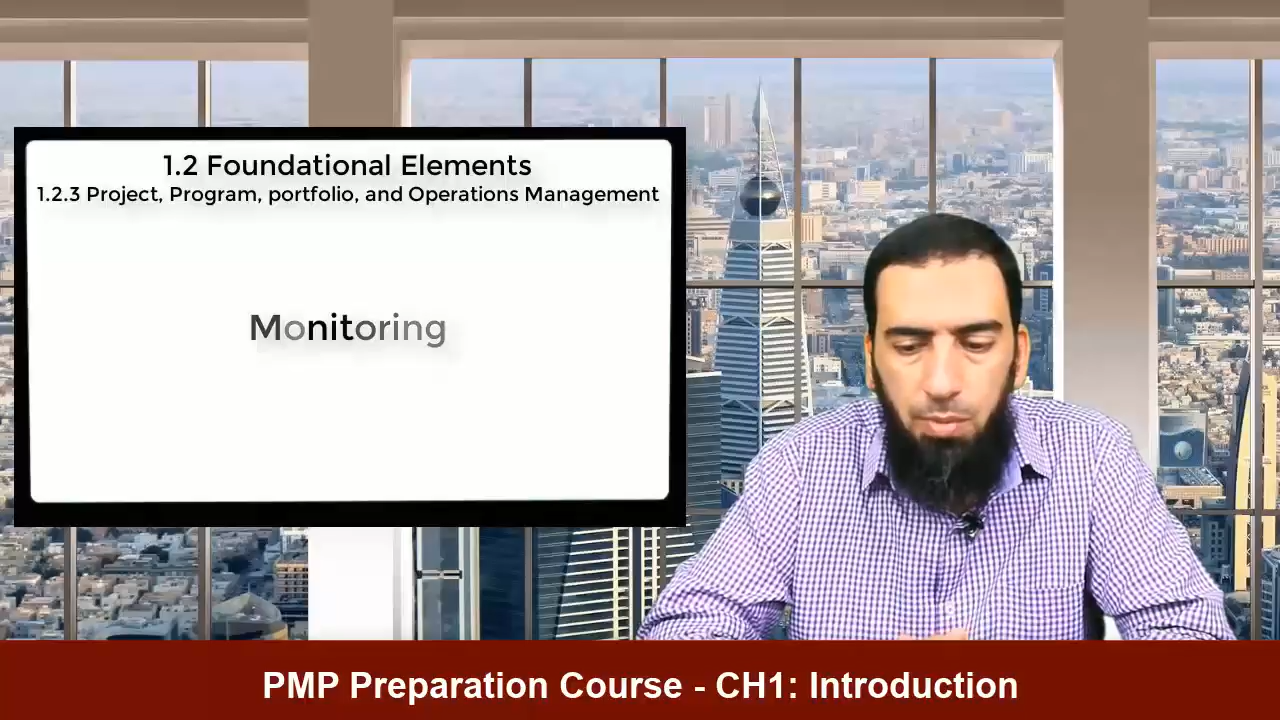 1.2 Foundational Elements
1.2.3 Project, Program, portfolio, and Operations Management
Monitoring
PMP Preparation Course - CH1: Introduction